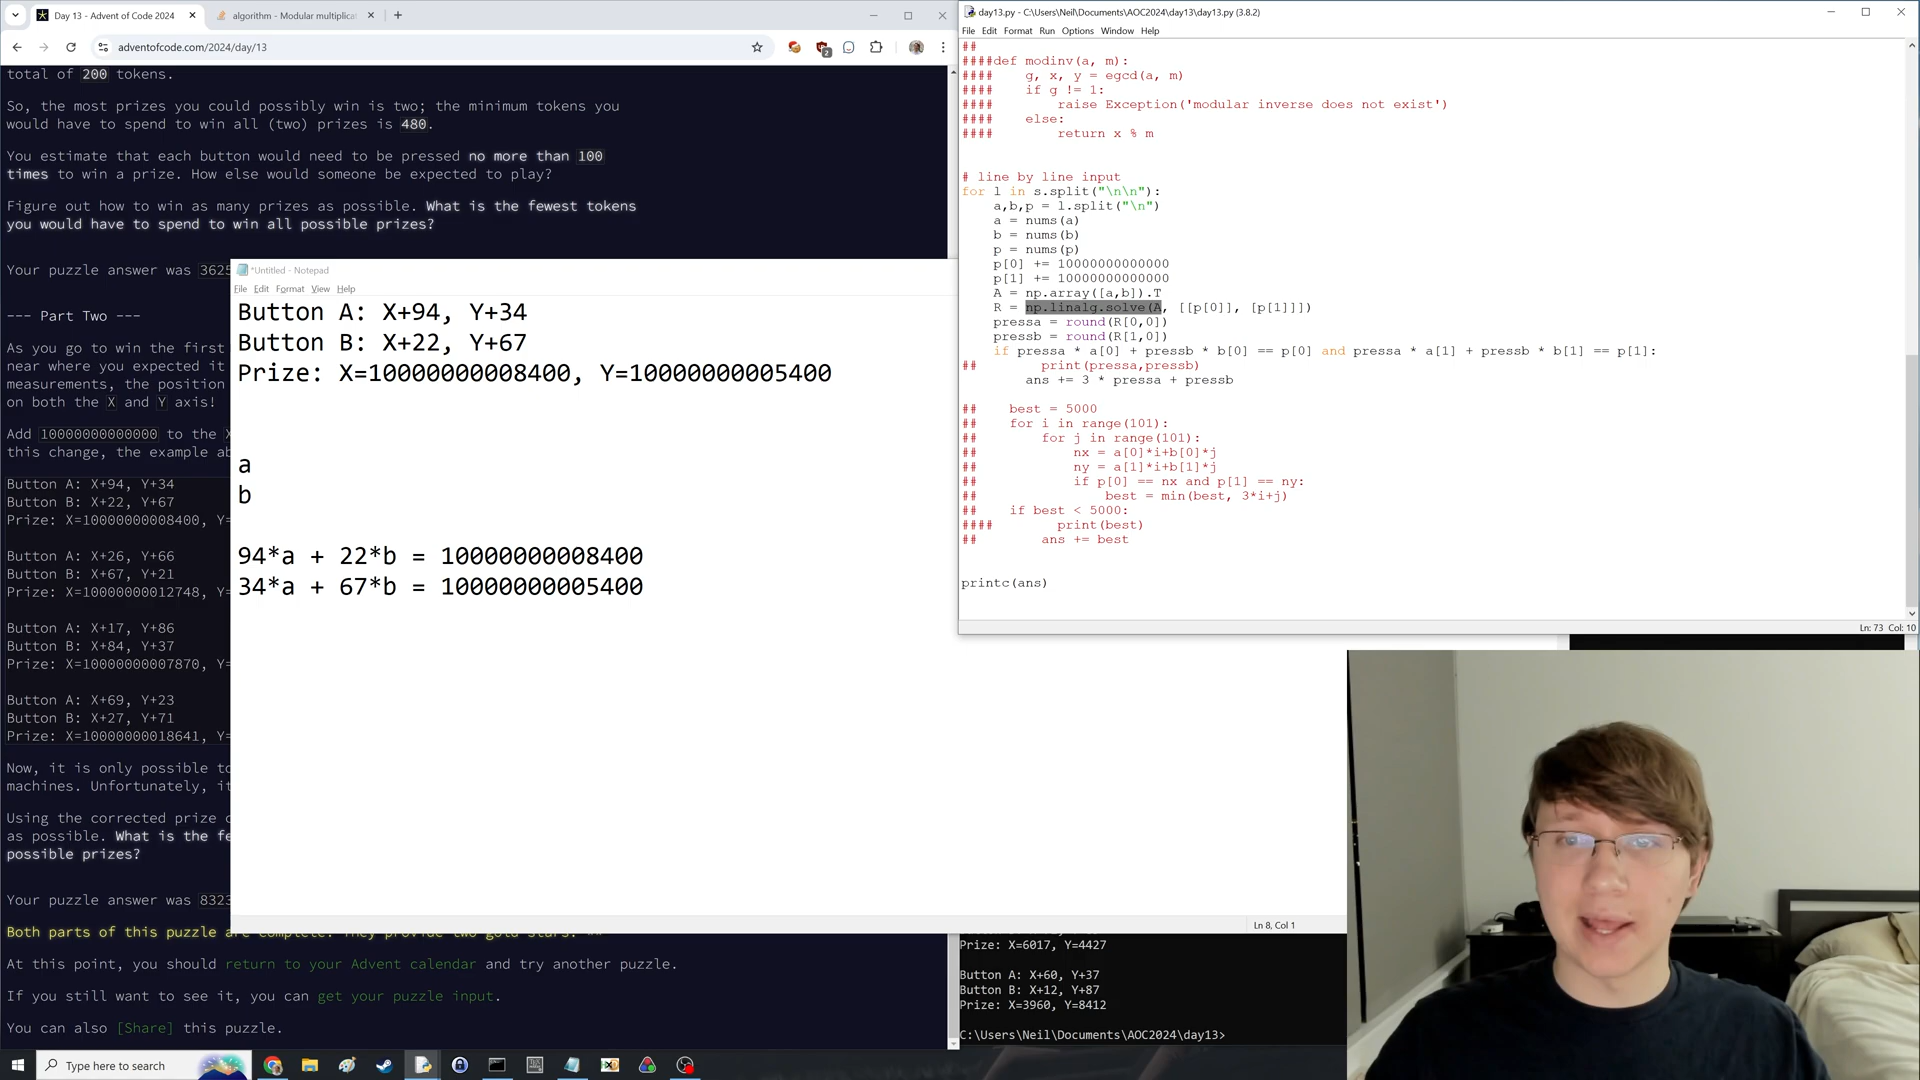 Day 13 - Advent of Code 2024
algorithm - Modular multiplicat
adventofcode.com/2024/day/13
2
total of 200 tokens.
So, the most prizes you could possibly win is two; the minimum tokens you
would have to spend to win all (two) prizes is 480.
You estimate that each button would need to be pressed no more than 100
times to win a prize. How else would someone be expected to play?
Figure out how to win as many prizes as possible. What is the fewest tokens
you would have to spend to win all possible prizes?
Your puzzle answer was 3625
--- Part Two ---
As you go to win the first
near where you expected it
measurements, the position
on both the X and Y axis!
Add 10000000000000 to the X
this change, the example ab
Button A: X+94, Y+34
Button B: X+22, Y+67
Prize: X=10000000008400, Y=
Button A: X+26, Y+66
Button B: X+67, Y+21
Prize: X=10000000012748, Y=
Button A: X+17, Y+86
Button B: X+84, Y+37
Prize: X=10000000007870, Y=
Button A: X+69, Y+23
Button B: X+27, Y+71
Prize: X=10000000018641, Y=
Now, it is only possible to
machines. Unfortunately, it
Using the corrected prize c
as possible. What is the fe
possible prizes?
Your puzzle answer was 8323
Both parts of this puzzle are complete! They provide two gold stars: **
At this point, you should return to your Advent calendar and try another puzzle.
If you still want to see it, you can get your puzzle input.
You can also [Share] this puzzle.
*Untitled - Notepad
File Edit Format View Help
Button A: X+94, Y+34
Button B: X+22, Y+67
Prize: X=10000000008400, Y=10000000005400
a
b
94*a + 22*b = 10000000008400
34*a + 67*b = 10000000005400
Ln 8, Col 1
day13.py - C:\Users\Neil\Documents\AOC2024\day13\day13.py (3.8.2)
File Edit Format Run Options Window Help
##
####def modinv(a, m):
####    g, x, y = egcd(a, m)
####    if g != 1:
####        raise Exception('modular inverse does not exist')
####    else:
####        return x % m
# line by line input
for l in s.split("\n\n"):
    a,b,p = l.split("\n")
    a = nums(a)
    b = nums(b)
    p = nums(p)
    p[0] += 10000000000000
    p[1] += 10000000000000
    A = np.array([a,b]).T
    R = np.linalg.solve(A, [[p[0]], [p[1]]])
    pressa = round(R[0,0])
    pressb = round(R[1,0])
    if pressa * a[0] + pressb * b[0] == p[0] and pressa * a[1] + pressb * b[1] == p[1]:
##        print(pressa,pressb)
        ans += 3 * pressa + pressb
##    best = 5000
##    for i in range(101):
##        for j in range(101):
##            nx = a[0]*i+b[0]*j
##            ny = a[1]*i+b[1]*j
##            if p[0] == nx and p[1] == ny:
##                best = min(best, 3*i+j)
##    if best < 5000:
####        print(best)
##        ans += best
printc(ans)
Ln: 73 Col: 10
Prize: X=6017, Y=4427
Button A: X+60, Y+37
Button B: X+12, Y+87
Prize: X=3960, Y=8412
C:\Users\Neil\Documents\AOC2024\day13>
Type here to search